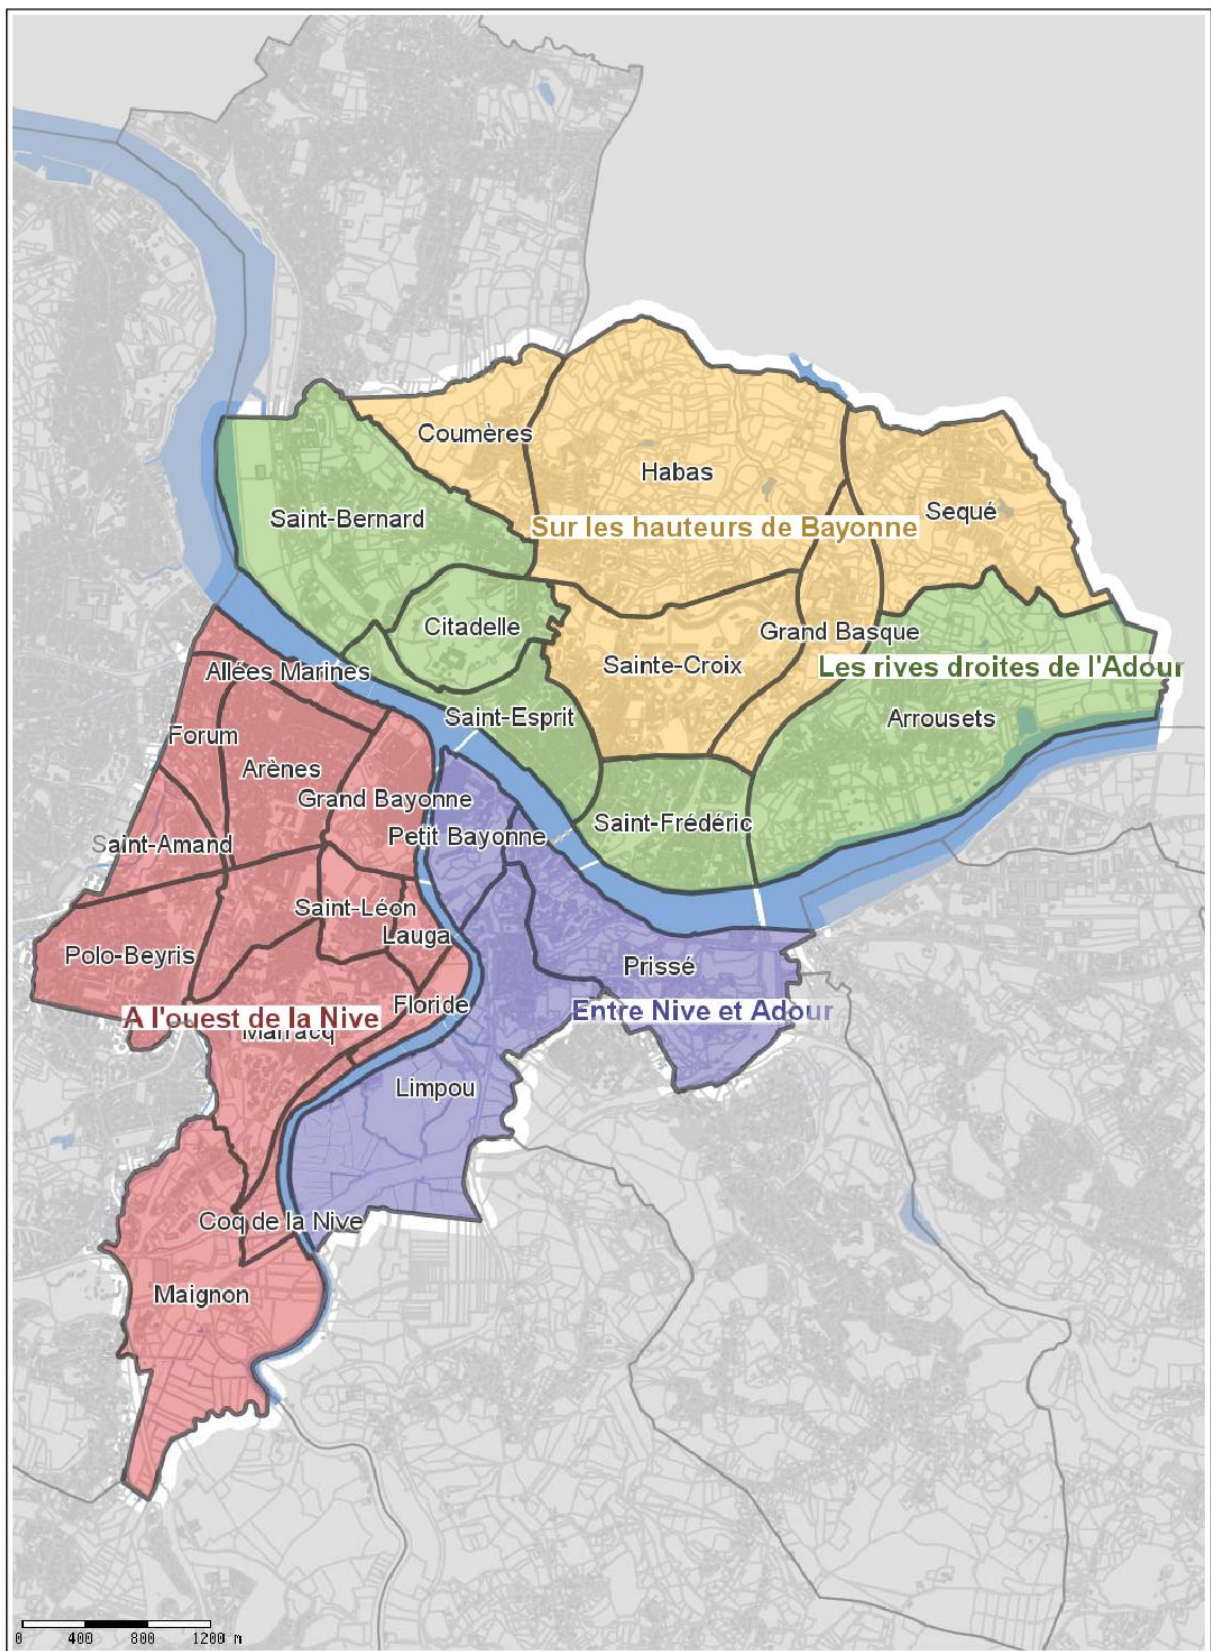 Coumères
Habas
Sequé
Saint-Bernard
Sur les hauteurs de Bayonne
Citadelle
Grand Basque
Sainte-Croix
Les rives droites de l'Adour
Allées Marines
Saint-Esprit
Arrousets
Forum
Arènes
Grand Bayonne
Saint-Frédéric
Petit Bayonne
Saint-Amand
Saint-Léon
Lauga
Polo-Beyris
Prissé
Floride
Entre Nive et Adour
A l'ouest de la Nive
Marracq
Limpou
Coq de la Nive
Maignon
0 400 800 1200 m